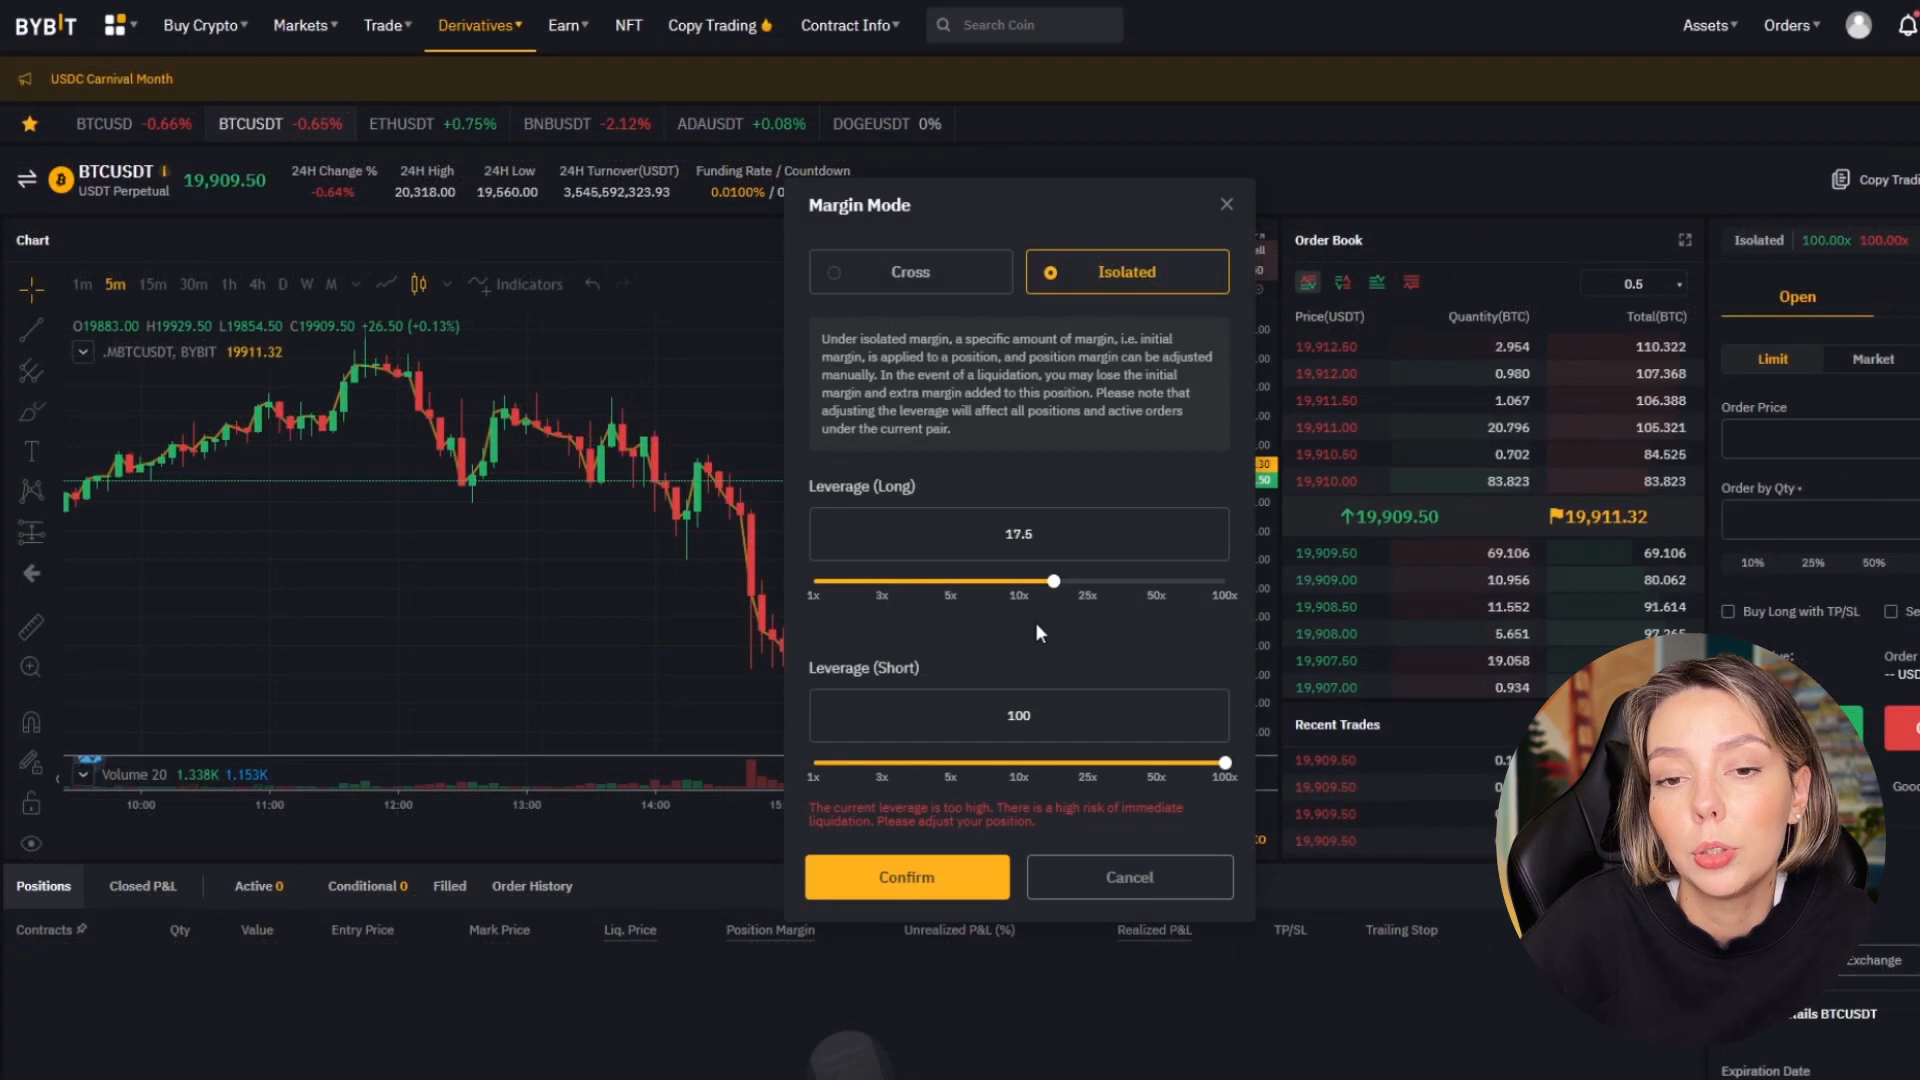 BYBIT
Buy Crypto
Markets
Trade
Derivatives
Earn
NFT
Copy Trading
Contract Info
Search Coin
Assets
Orders
USDC Carnival Month
BTCUSD -0.66%
BTCUSDT -0.65%
ETHUSDT +0.75%
BNBUSDT -2.12%
ADAUSDT +0.08%
DOGEUSDT 0%
BTCUSDT
USDT Perpetual
19,909.50
24H Change %
-0.64%
24H High
20,318.00
24H Low
19,560.00
24H Turnover(USDT)
3,545,592,323.93
Funding Rate / Countdown
0.0100% / 0
Copy Tradi
Chart
1m 5m 15m 30m 1h 4h D W M
Indicators
O19883.00 H19929.50 L19854.50 C19909.50 +26.50 (+0.13%)
.MBTCUSDT, BYBIT 19911.32
Volume 20 1.338K 1.153K
10:00 11:00 12:00 13:00 14:00 15:
Margin Mode
Cross
Isolated
Under isolated margin, a specific amount of margin, i.e. initial
margin, is applied to a position, and position margin can be adjusted
manually. In the event of a liquidation, you may lose the initial
margin and extra margin added to this position. Please note that
adjusting the leverage will affect all positions and active orders
under the current pair.
Leverage (Long)
17.5
1x 3x 5x 10x 25x 50x 100x
Leverage (Short)
100
1x 3x 5x 10x 25x 50x 100x
The current leverage is too high. There is a high risk of immediate
liquidation. Please adjust your position.
Confirm
Cancel
Order Book
0.5
Price(USDT) Quantity(BTC) Total(BTC)
19,912.50 2.954 110.322
19,912.00 0.980 107.368
19,911.50 1.067 106.388
19,911.00 20.796 105.321
19,910.50 0.702 84.525
19,910.00 83.823 83.823
19,909.50 19,911.32
19,909.50 69.106 69.106
19,909.00 10.956 80.062
19,908.50 11.552 91.614
19,908.00 5.651 97.265
19,907.50 19.058
19,907.00 0.934
Recent Trades
19,909.50 0.1
19,909.50 0
19,909.50 0
19,909.50
Isolated 100.00x 100.00x
Open
Limit
Market
Order Price
Order by Qty
10% 25% 50%
Buy Long with TP/SL
Se
Order
-- USD
Good
Exchange
ails BTCUSDT
Expiration Date
Positions
Closed P&L
Active 0
Conditional 0
Filled
Order History
Contracts
Qty
Value
Entry Price
Mark Price
Liq. Price
Position Margin
Unrealized P&L (%)
Realized P&L
TP/SL
Trailing Stop